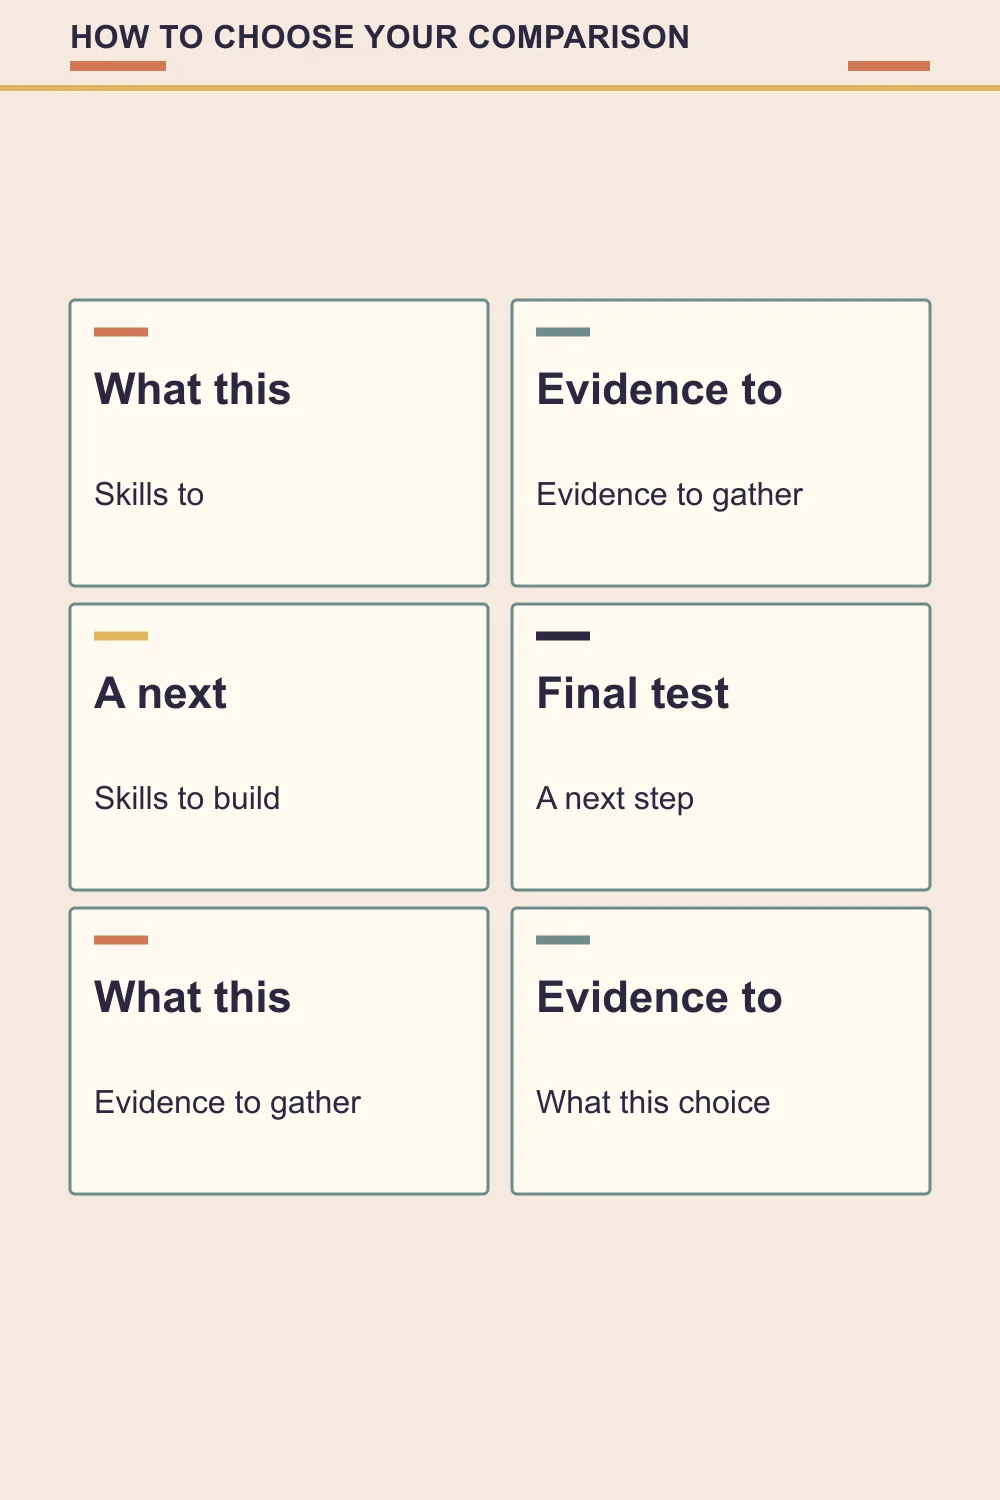 HOW TO CHOOSE YOUR COMPARISON
What this
Skills to
Evidence to
Evidence to gather
A next
Skills to build
Final test
A next step
What this
Evidence to gather
Evidence to
What this choice